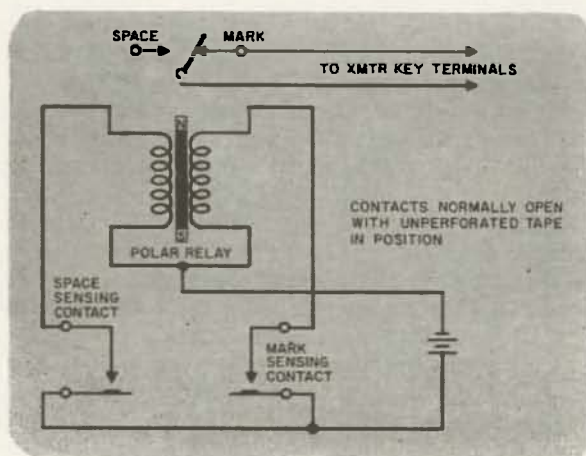 SPACE
MARK
TO XMTR KEY TERMINALS
CONTACTS NORMALLY OPEN
WITH UNPERFORATED TAPE
IN POSITION
POLAR RELAY
SPACE
SENSING
CONTACT
MARK
SENSING
CONTACT